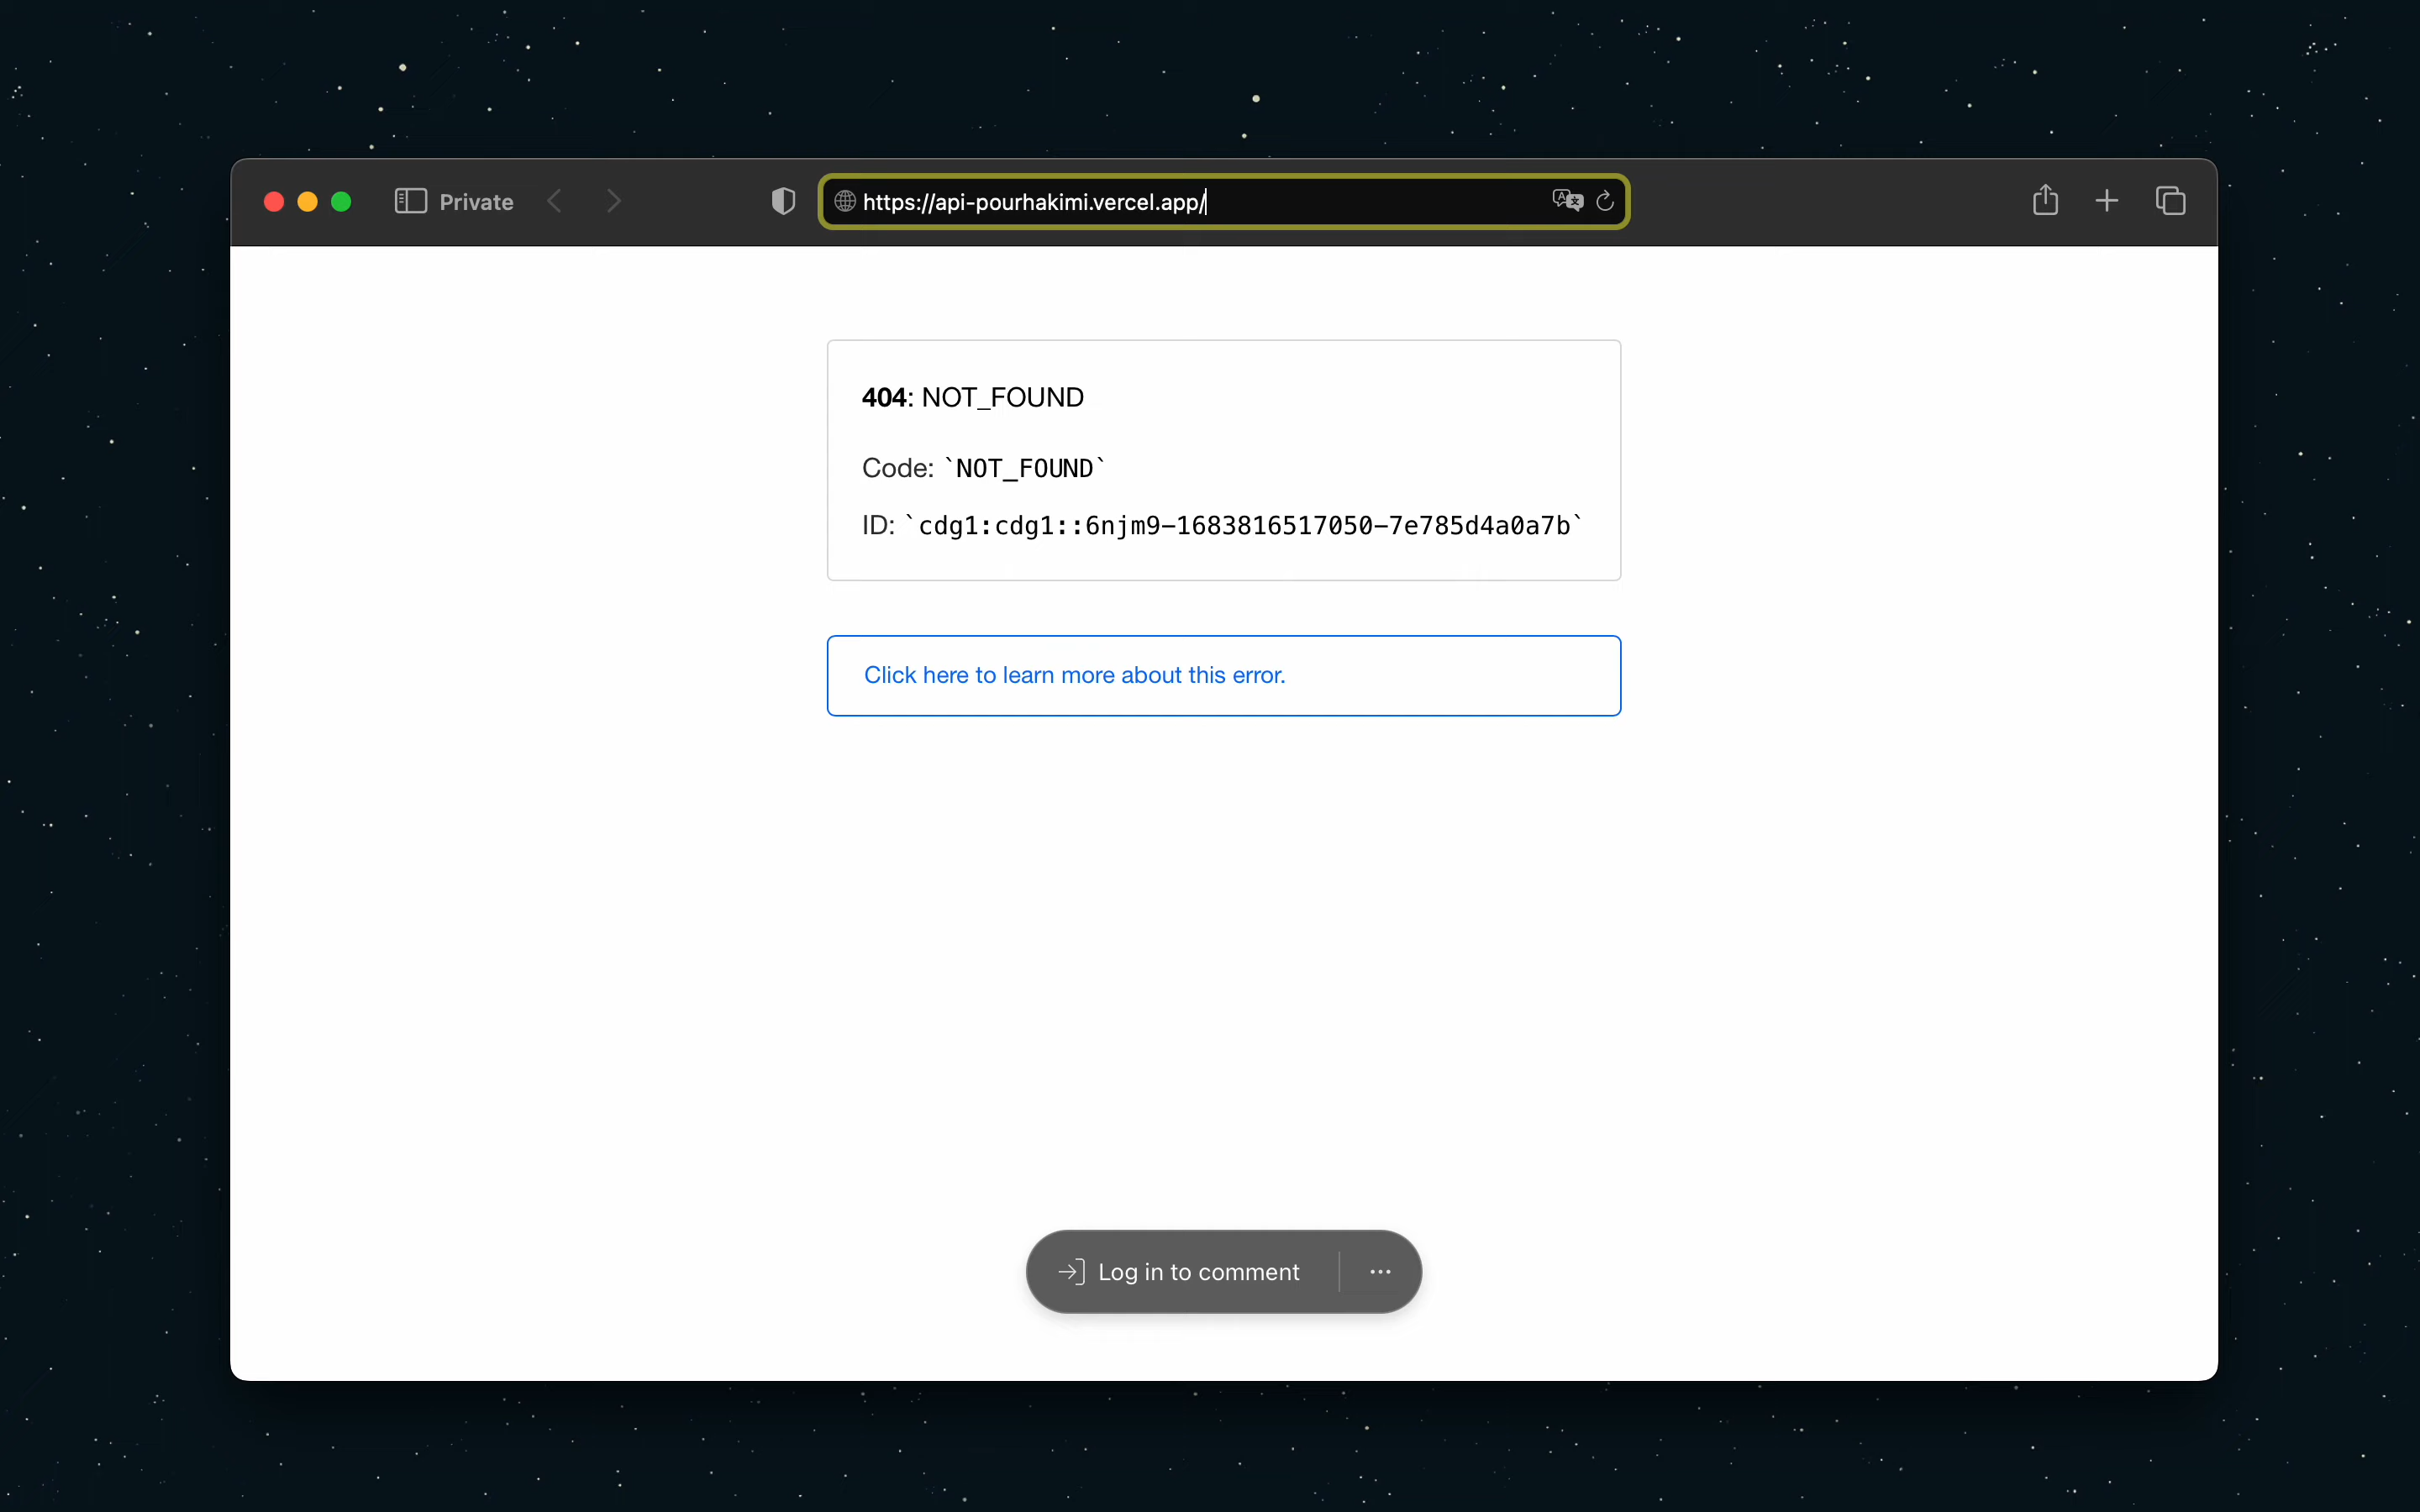 Private
https://api-pourhakimi.vercel.app/
404: NOT_FOUND
Code: `NOT_FOUND`
ID: `cdg1:cdg1::6njm9-1683816517050-7e785d4a0a7b`
Click here to learn more about this error.
Log in to comment